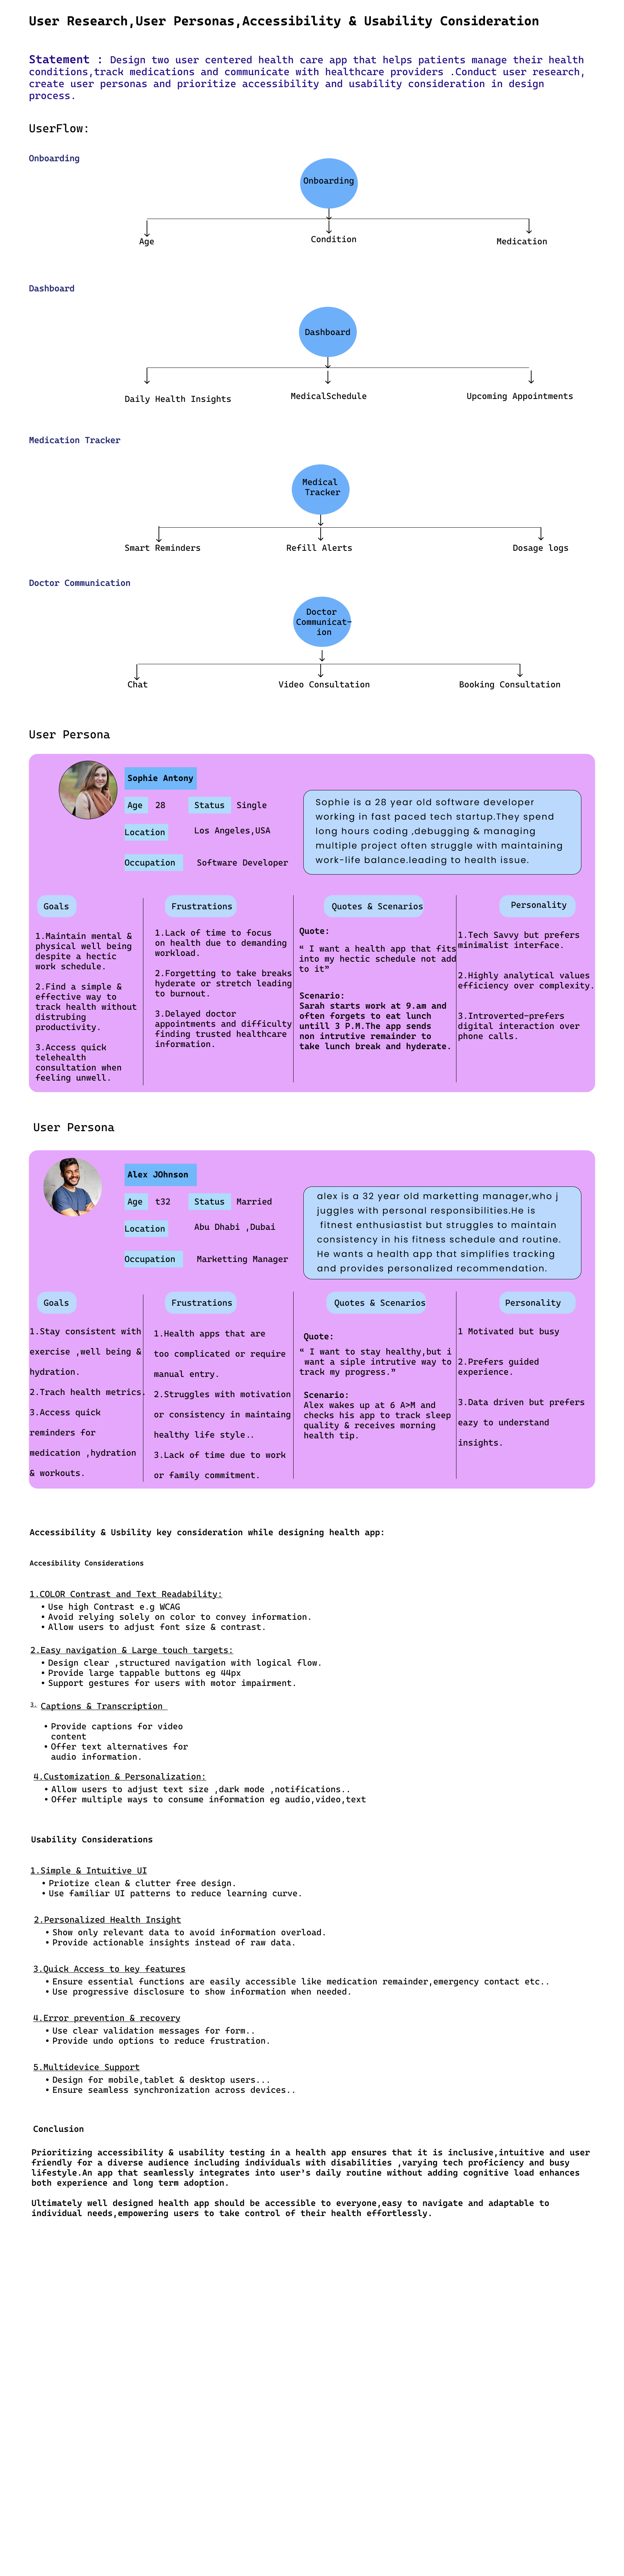 User Research,User Personas,Accessibility & Usability Consideration
Statement : Design two user centered health care app that helps patients manage their health
conditions,track medications and communicate with healthcare providers .Conduct user research,
create user personas and prioritize accessibility and usability consideration in design
process.
UserFlow:
Onboarding
Onboarding
Age
Condition
Medication
Dashboard
Dashboard
Daily Health Insights
MedicalSchedule
Upcoming Appointments
Medication Tracker
Medical
Tracker
Smart Reminders
Refill Alerts
Dosage logs
Doctor Communication
Doctor
Communicat-
ion
Chat
Video Consultation
Booking Consultation
User Persona
Sophie Antony
Age 28 Status Single
Location Los Angeles,USA
Occupation Software Developer
Sophie is a 28 year old software developer
working in fast paced tech startup.They spend
long hours coding ,debugging & managing
multiple project often struggle with maintaining
work-life balance.leading to health issue.
Goals
1.Maintain mental &
physical well being
despite a hectic
work schedule.
2.Find a simple &
effective way to
track health without
distrubing
productivity.
3.Access quick
telehealth
consultation when
feeling unwell.
Frustrations
1.Lack of time to focus
on health due to demanding
workload.
2.Forgetting to take breaks
hyderate or stretch leading
to burnout.
3.Delayed doctor
appointments and difficulty
finding trusted healthcare
information.
Quotes & Scenarios
Quote:
“ I want a health app that fits
into my hectic schedule not add
to it”
Scenario:
Sarah starts work at 9.am and
often forgets to eat lunch
untill 3 P.M.The app sends
non intrutive remainder to
take lunch break and hyderate.
Personality
1.Tech Savvy but prefers
minimalist interface.
2.Highly analytical values
efficiency over complexity.
3.Introverted-prefers
digital interaction over
phone calls.
User Persona
Alex JOhnson
Age t32 Status Married
Location Abu Dhabi ,Dubai
Occupation Marketting Manager
alex is a 32 year old marketting manager,who j
juggles with personal responsibilities.He is
fitnest enthusiastist but struggles to maintain
consistency in his fitness schedule and routine.
He wants a health app that simplifies tracking
and provides personalized recommendation.
Goals
1.Stay consistent with
exercise ,well being &
hydration.
2.Trach health metrics.
3.Access quick
reminders for
medication ,hydration
& workouts.
Frustrations
1.Health apps that are
too complicated or require
manual entry.
2.Struggles with motivation
or consistency in maintaing
healthy life style..
3.Lack of time due to work
or family commitment.
Quotes & Scenarios
Quote:
“ I want to stay healthy,but i
want a siple intrutive way to
track my progress.”
Scenario:
Alex wakes up at 6 A>M and
checks his app to track sleep
quality & receives morning
health tip.
Personality
1 Motivated but busy
2.Prefers guided
experience.
3.Data driven but prefers
eazy to understand
insights.
Accessibility & Usbility key consideration while designing health app:
Accesibility Considerations
1.COLOR Contrast and Text Readability:
• Use high Contrast e.g WCAG
• Avoid relying solely on color to convey information.
• Allow users to adjust font size & contrast.
2.Easy navigation & Large touch targets:
• Design clear ,structured navigation with logical flow.
• Provide large tappable buttons eg 44px
• Support gestures for users with motor impairment.
3. Captions & Transcription
• Provide captions for video
content
• Offer text alternatives for
audio information.
4.Customization & Personalization:
• Allow users to adjust text size ,dark mode ,notifications..
• Offer multiple ways to consume information eg audio,video,text
Usability Considerations
1.Simple & Intuitive UI
• Priotize clean & clutter free design.
• Use familiar UI patterns to reduce learning curve.
2.Personalized Health Insight
• Show only relevant data to avoid information overload.
• Provide actionable insights instead of raw data.
3.Quick Access to key features
• Ensure essential functions are easily accessible like medication remainder,emergency contact etc..
• Use progressive disclosure to show information when needed.
4.Error prevention & recovery
• Use clear validation messages for form..
• Provide undo options to reduce frustration.
5.Multidevice Support
• Design for mobile,tablet & desktop users...
• Ensure seamless synchronization across devices..
Conclusion
Prioritizing accessibility & usability testing in a health app ensures that it is inclusive,intuitive and user
friendly for a diverse audience including individuals with disabilities ,varying tech proficiency and busy
lifestyle.An app that seamlessly integrates into user's daily routine without adding cognitive load enhances
both experience and long term adoption.
Ultimately well designed health app should be accessible to everyone,easy to navigate and adaptable to
individual needs,empowering users to take control of their health effortlessly.